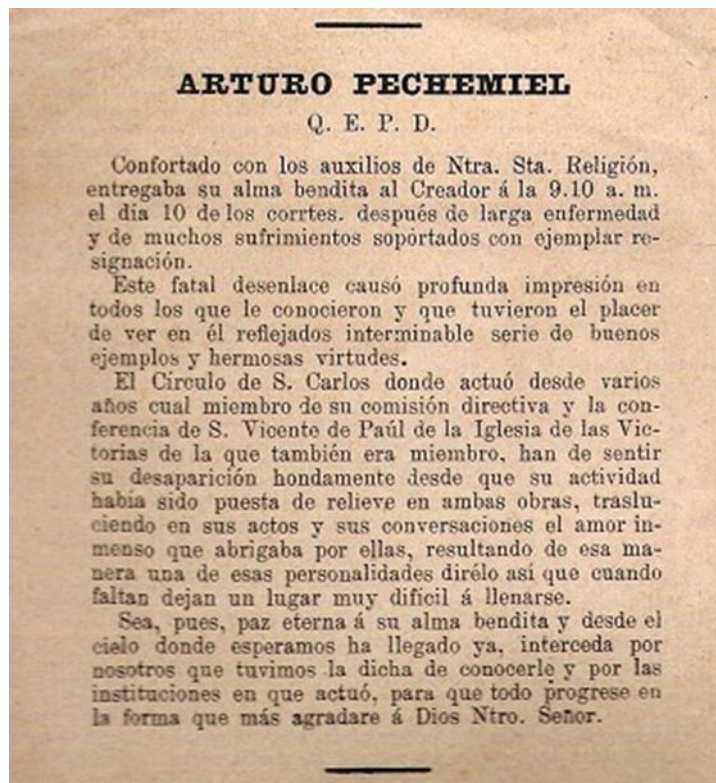 ARTURO PECHEMIEL
Q. E. P. D.
Confortado con los auxilios de Ntra. Sta. Religión,
entregaba su alma bendita al Creador á la 9.10 a. m.
el dia 10 de los corrtes. después de larga enfermedad
y de muchos sufrimientos soportados con ejemplar re-
signación.
Este fatal desenlace causó profunda impresión en
todos los que le conocieron y que tuvieron el placer
de ver en él reflejados interminable serie de buenos
ejemplos y hermosas virtudes.
El Círculo de S. Carlos donde actuó desde varios
años cual miembro de su comisión directiva y la con-
ferencia de S. Vicente de Paúl de la Iglesia de las Vic-
torias de la que también era miembro, han de sentir
su desaparición hondamente desde que su actividad
habia sido puesta de relieve en ambas obras, traslu-
ciendo en sus actos y sus conversaciones el amor in-
menso que abrigaba por ellas, resultando de esa ma-
nera una de esas personalidades dirélo así que cuando
faltan dejan un lugar muy dificil á llenarse.
Sea, pues, paz eterna á su alma bendita y desde el
cielo donde esperamos ha llegado ya, interceda por
nosotros que tuvimos la dicha de conocerle y por las
instituciones en que actuó, para que todo progrese en
la forma que más agradare á Dios Ntro. Señor.